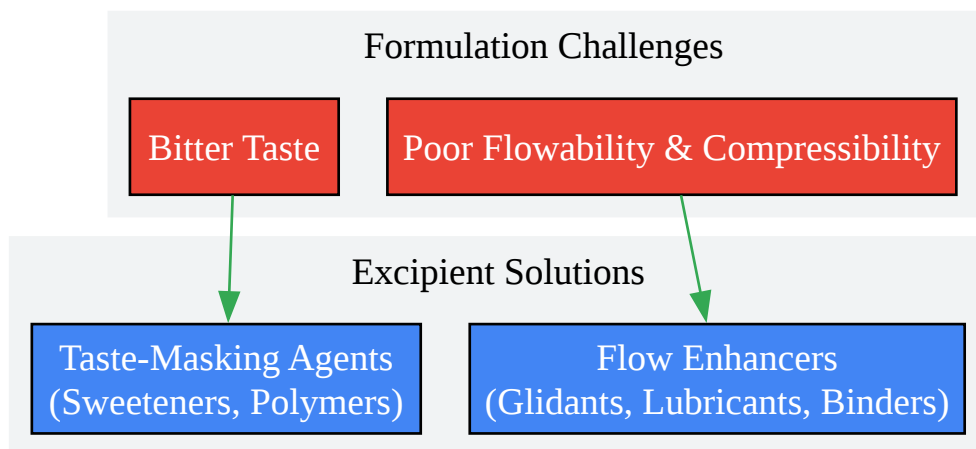 Formulation Challenges
Bitter Taste
Poor Flowability & Compressibility
Excipient Solutions
Taste-Masking Agents
(Sweeteners, Polymers)
Flow Enhancers
(Glidants, Lubricants, Binders)